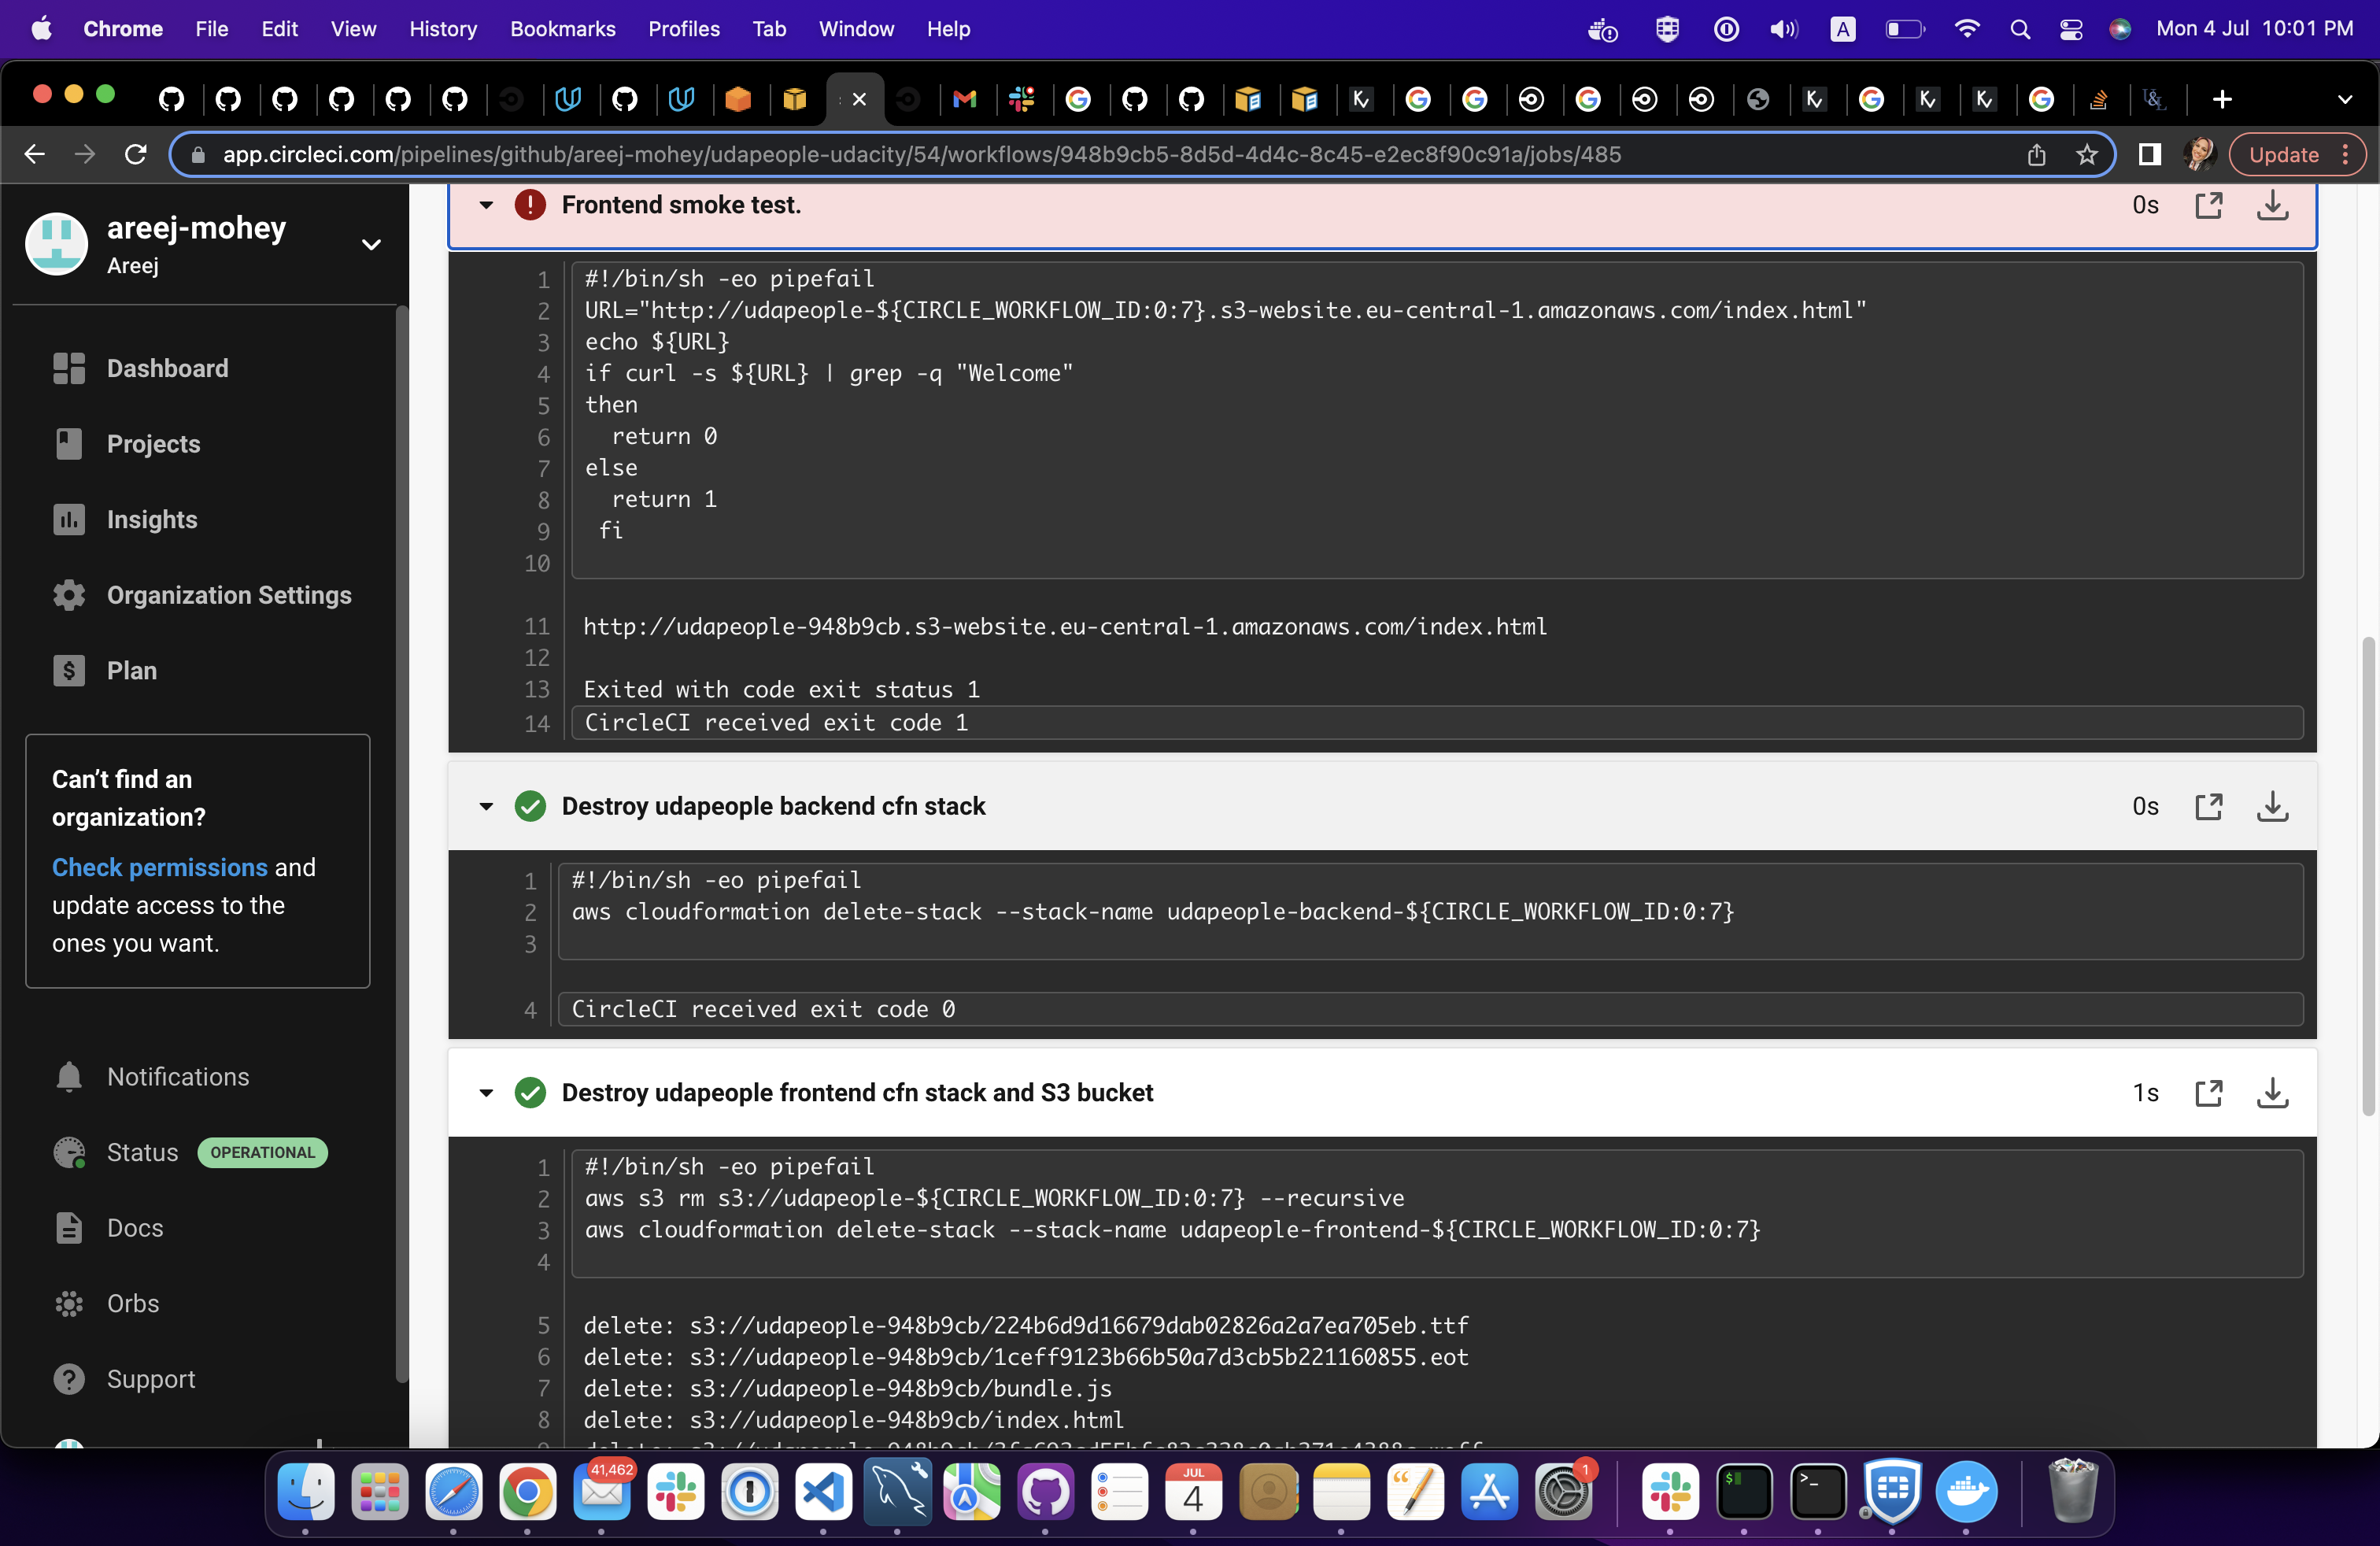 Chrome File Edit View History Bookmarks Profiles Tab Window Help A Mon 4 Jul 10:01 PM
app.circleci.com/pipelines/github/areej-mohey/udapeople-udacity/54/workflows/948b9cb5-8d5d-4d4c-8c45-e2ec8f90c91a/jobs/485 Update
areej-mohey
Areej
Dashboard
Projects
Insights
Organization Settings
Plan
Can’t find an
organization?
Check permissions and
update access to the
ones you want.
Notifications
Status OPERATIONAL
Docs
Orbs
Support
Frontend smoke test. 0s
1 #!/bin/sh -eo pipefail
2 URL="http://udapeople-${CIRCLE_WORKFLOW_ID:0:7}.s3-website.eu-central-1.amazonaws.com/index.html"
3 echo ${URL}
4 if curl -s ${URL} | grep -q "Welcome"
5 then
6 return 0
7 else
8 return 1
9 fi
10
11 http://udapeople-948b9cb.s3-website.eu-central-1.amazonaws.com/index.html
12
13 Exited with code exit status 1
14 CircleCI received exit code 1
Destroy udapeople backend cfn stack 0s
1 #!/bin/sh -eo pipefail
2 aws cloudformation delete-stack --stack-name udapeople-backend-${CIRCLE_WORKFLOW_ID:0:7}
3
4 CircleCI received exit code 0
Destroy udapeople frontend cfn stack and S3 bucket 1s
1 #!/bin/sh -eo pipefail
2 aws s3 rm s3://udapeople-${CIRCLE_WORKFLOW_ID:0:7} --recursive
3 aws cloudformation delete-stack --stack-name udapeople-frontend-${CIRCLE_WORKFLOW_ID:0:7}
4
5 delete: s3://udapeople-948b9cb/224b6d9d16679dab02826a2a7ea705eb.ttf
6 delete: s3://udapeople-948b9cb/1ceff9123b66b50a7d3cb5b221160855.eot
7 delete: s3://udapeople-948b9cb/bundle.js
8 delete: s3://udapeople-948b9cb/index.html
41,462
JUL
4
1